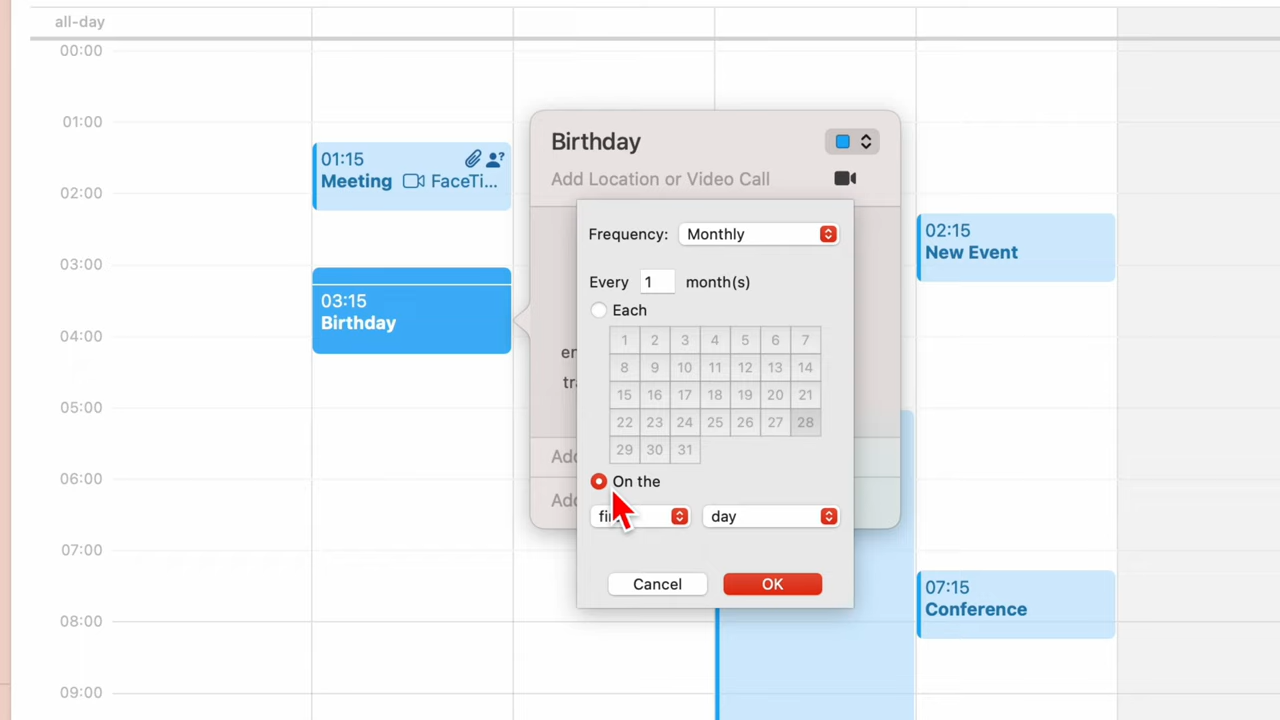 all-day
00:00
01:00
02:00
03:00
04:00
05:00
06:00
07:00
08:00
09:00
01:15
Meeting FaceTi...
03:15
Birthday
Birthday
Add Location or Video Call
Frequency: Monthly
Every 1 month(s)
Each
1 2 3 4 5 6 7
8 9 10 11 12 13 14
15 16 17 18 19 20 21
22 23 24 25 26 27 28
29 30 31
On the
day
Cancel OK
02:15
New Event
07:15
Conference